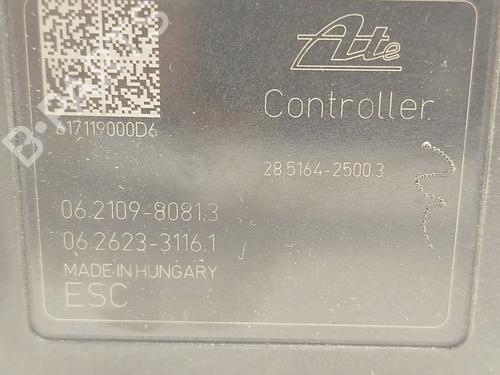 Ate
Controller
617119000D6
28.5164-2500.3
06.2109-8081.3
06.2623-3116.1
MADE IN HUNGARY
ESC